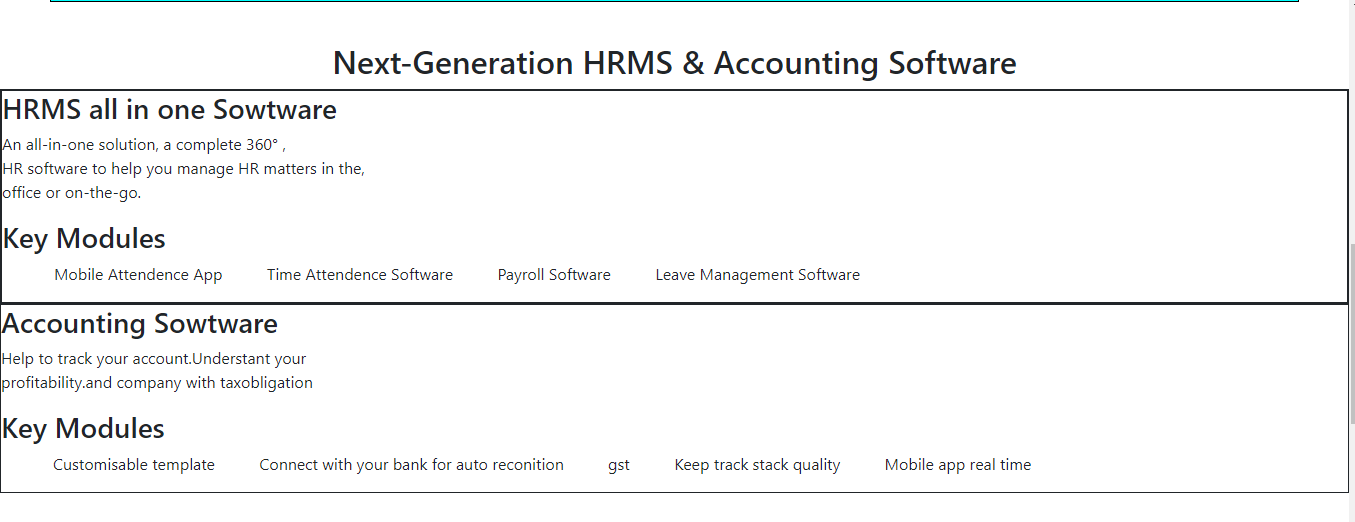 Next-Generation HRMS & Accounting Software
HRMS all in one Sowtware
An all-in-one solution, a complete 360° ,
HR software to help you manage HR matters in the,
office or on-the-go.
Key Modules
Mobile Attendence App Time Attendence Software Payroll Software Leave Management Software
Accounting Sowtware
Help to track your account.Understant your
profitability.and company with taxobligation
Key Modules
Customisable template Connect with your bank for auto reconition gst Keep track stack quality Mobile app real time